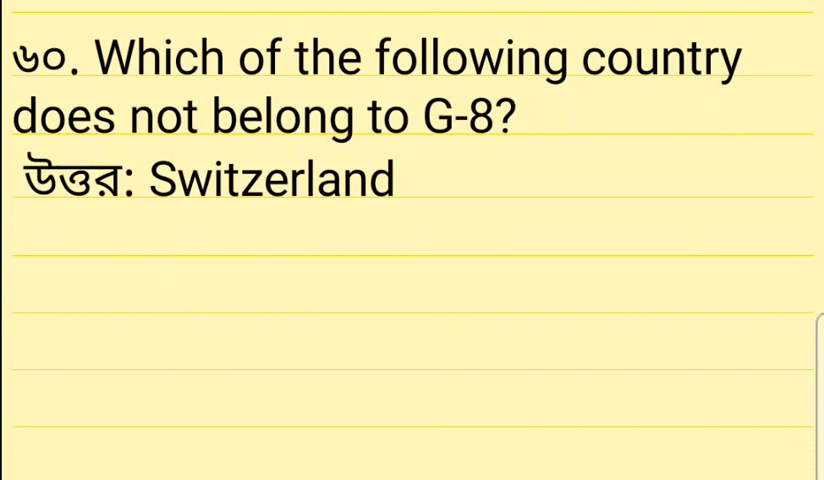 ৬০. Which of the following country
does not belong to G-8?
উত্তর: Switzerland